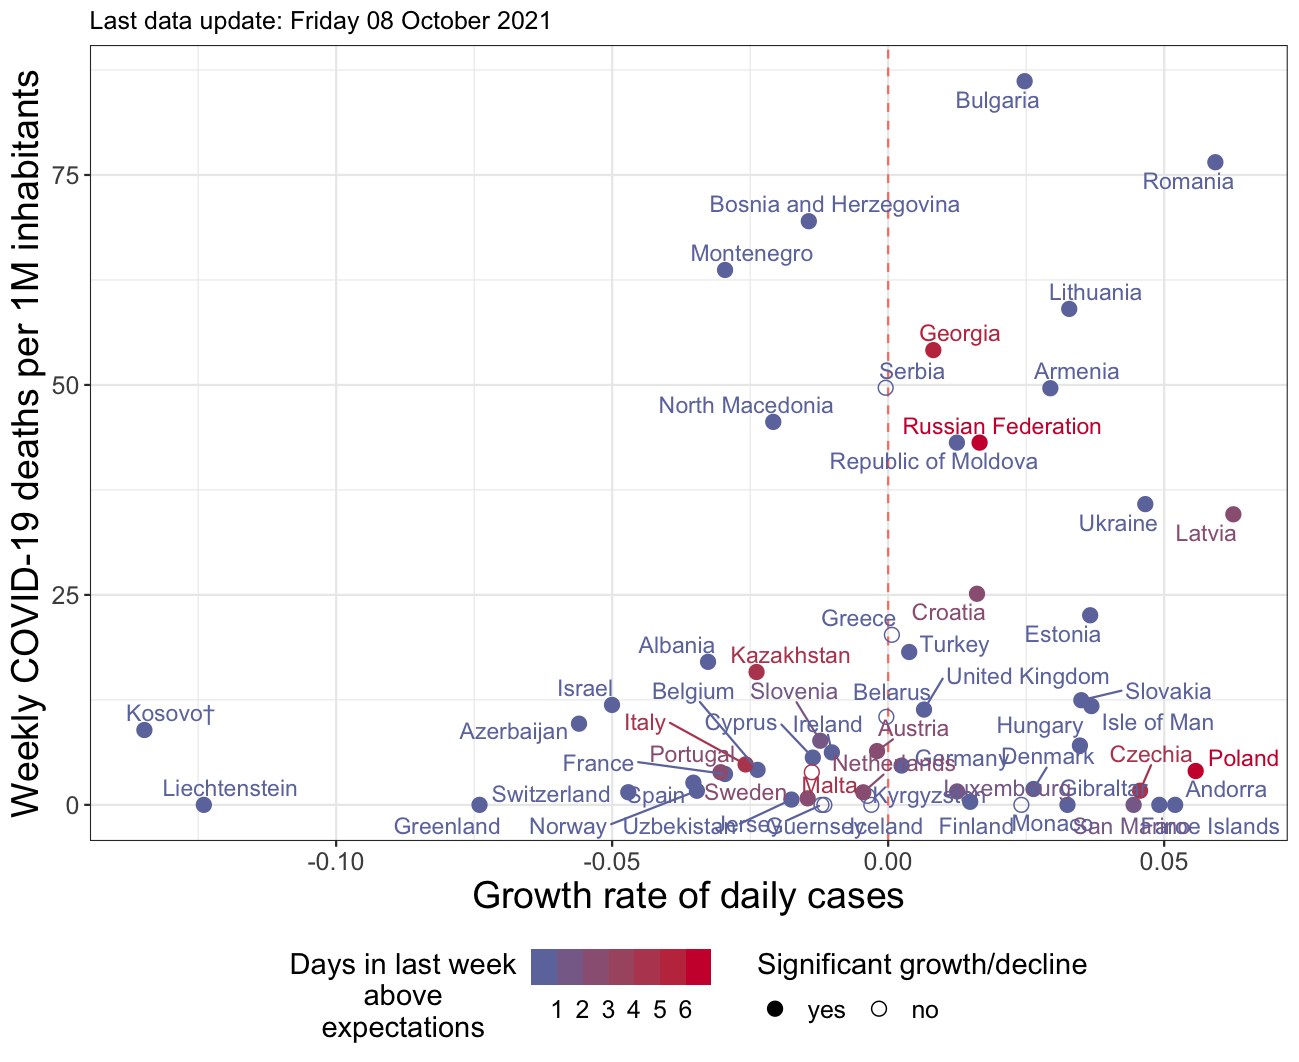 Last data update: Friday 08 October 2021
Weekly COVID-19 deaths per 1M inhabitants
75
50
25
0
Bulgaria
Romania
Bosnia and Herzegovina
Montenegro
Lithuania
Georgia
Serbia
Armenia
North Macedonia
Russian Federation
Republic of Moldova
Ukraine
Latvia
Croatia
Greece
Estonia
Albania
Turkey
Kazakhstan
United Kingdom
Israel
Belgium
Slovenia
Belarus
Slovakia
Kosovo†
Italy
Cyprus
Ireland
Isle of Man
Azerbaijan
Austria
Hungary
Portugal
France
Netherlands
Germany
Denmark
Czechia
Poland
Liechtenstein
Switzerland
Spain
Sweden
Malta
Kyrgyzstan
Luxembourg
Gibraltar
Andorra
Greenland
Norway
Uzbekistan
Jersey
Guernsey
Iceland
Finland
Monaco
San Marino
Faroe Islands
-0.10
-0.05
0.00
0.05
Growth rate of daily cases
Days in last week
above
expectations
1 2 3 4 5 6
Significant growth/decline
yes
no